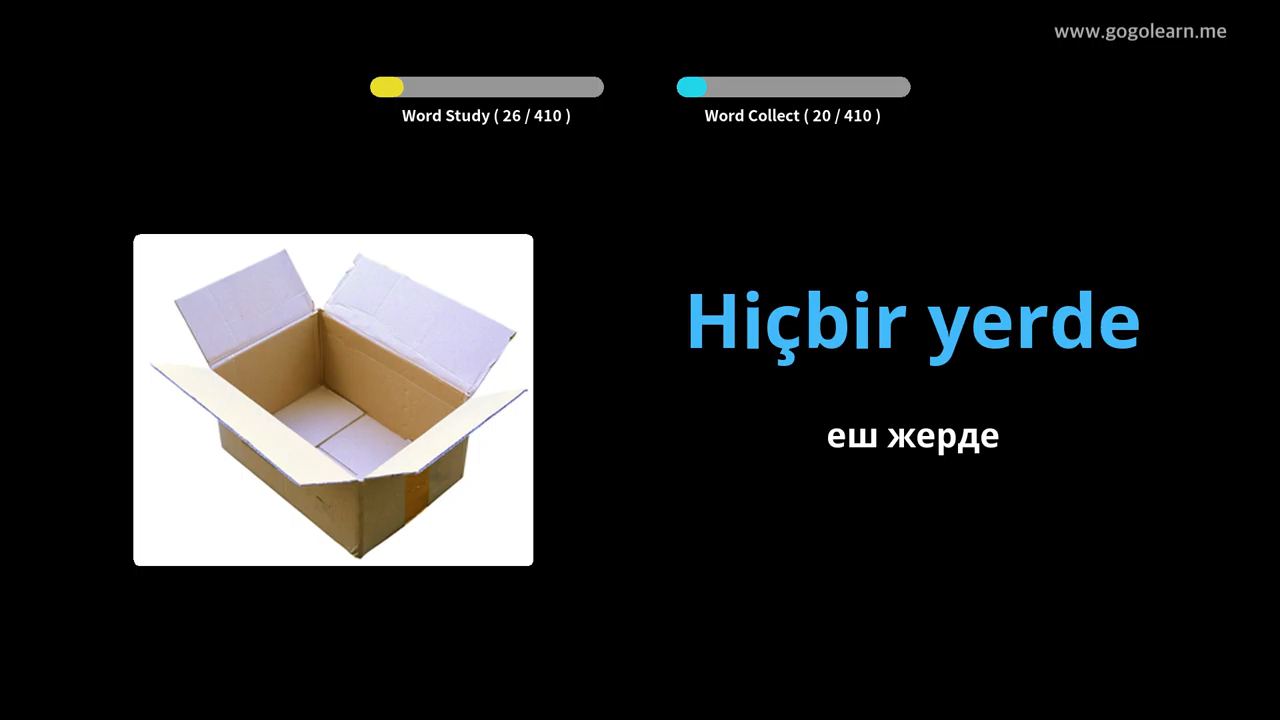 www.gogolearn.me
Word Study ( 26 / 410 )
Word Collect ( 20 / 410 )
Hiçbir yerde
еш жерде